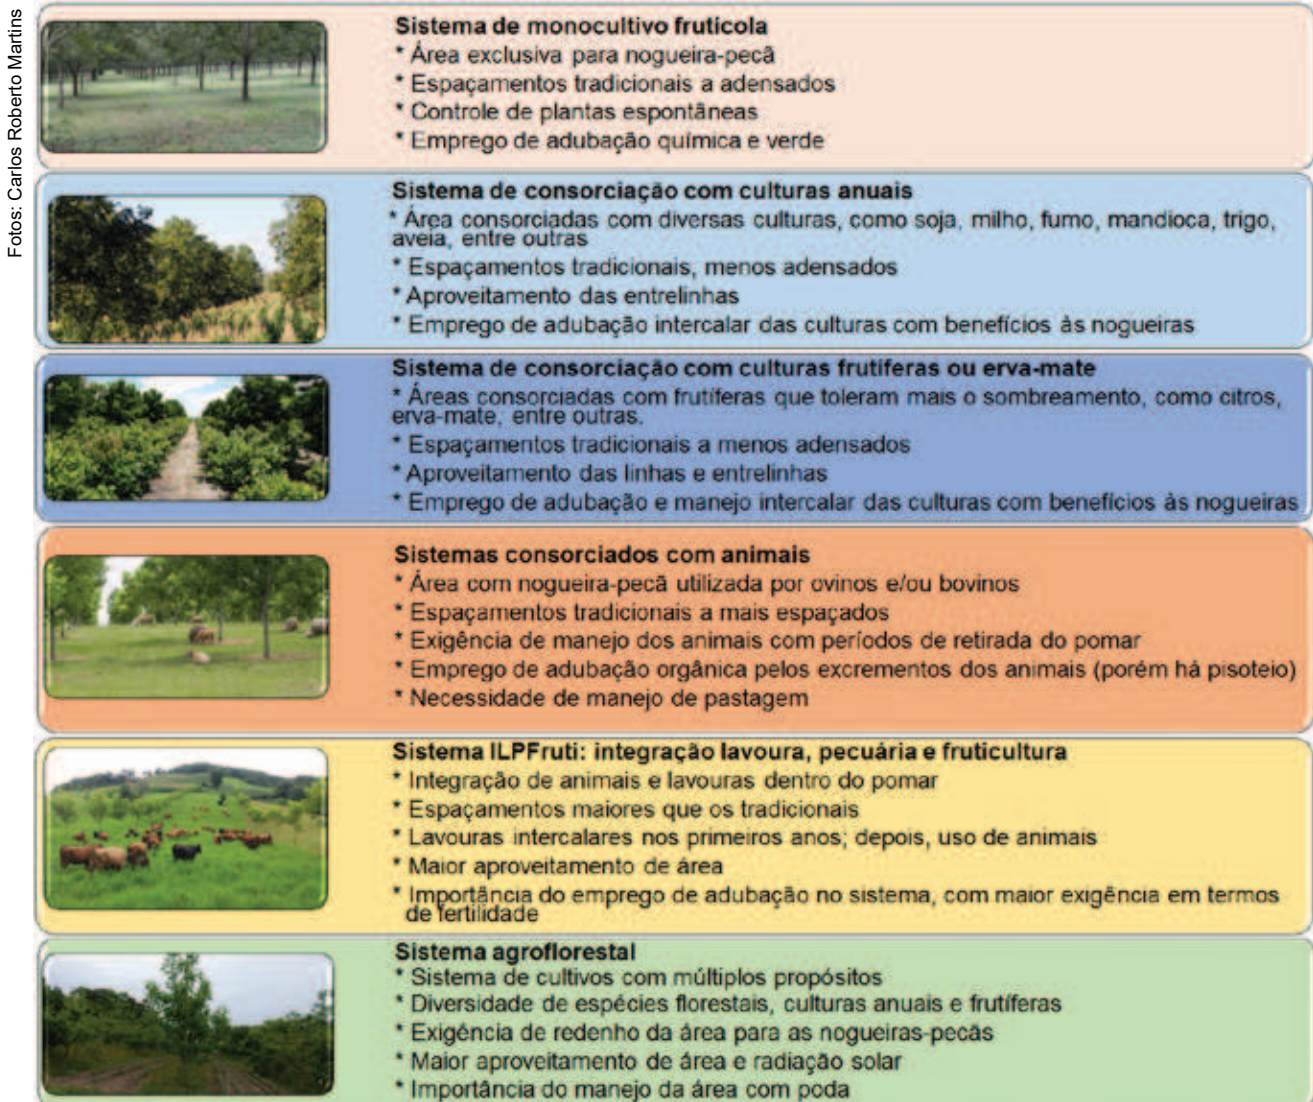 Fotos: Carlos Roberto Martins
Sistema de monocultivo frutícola
* Área exclusiva para nogueira-pecã
* Espaçamentos tradicionais a adensados
* Controle de plantas espontâneas
* Emprego de adubação química e verde
Sistema de consorciação com culturas anuais
* Área consorciadas com diversas culturas, como soja, milho, fumo, mandioca, trigo,
aveia, entre outras
* Espaçamentos tradicionais, menos adensados
* Aproveitamento das entrelinhas
* Emprego de adubação intercalar das culturas com benefícios às nogueiras
Sistema de consorciação com culturas frutíferas ou erva-mate
* Áreas consorciadas com frutíferas que toleram mais o sombreamento, como citros,
erva-mate, entre outras.
* Espaçamentos tradicionais a menos adensados
* Aproveitamento das linhas e entrelinhas
* Emprego de adubação e manejo intercalar das culturas com benefícios às nogueiras
Sistemas consorciados com animais
* Área com nogueira-pecã utilizada por ovinos e/ou bovinos
* Espaçamentos tradicionais a mais espaçados
* Exigência de manejo dos animais com períodos de retirada do pomar
* Emprego de adubação orgânica pelos excrementos dos animais (porém há pisoteio)
* Necessidade de manejo de pastagem
Sistema ILPFruti: integração lavoura, pecuária e fruticultura
* Integração de animais e lavouras dentro do pomar
* Espaçamentos maiores que os tradicionais
* Lavouras intercalares nos primeiros anos; depois, uso de animais
* Maior aproveitamento de área
* Importância do emprego de adubação no sistema, com maior exigência em termos
de fertilidade
Sistema agroflorestal
* Sistema de cultivos com múltiplos propósitos
* Diversidade de espécies florestais, culturas anuais e frutíferas
* Exigência de redenho da área para as nogueiras-pecãs
* Maior aproveitamento de área e radiação solar
* Importância do manejo da área com poda